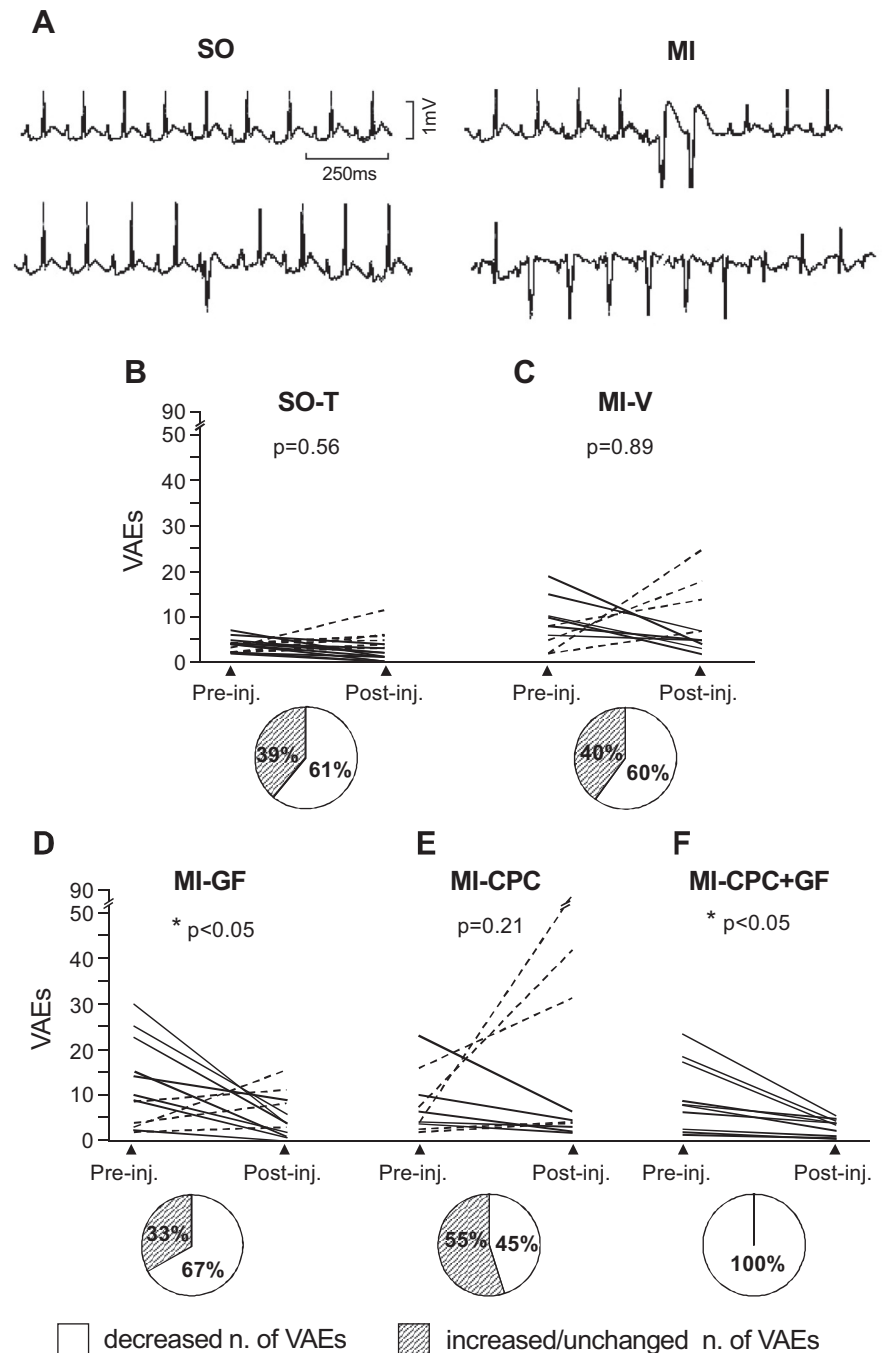 A
SO
MI
1mV
250ms
B
C
SO-T
MI-V
p=0.56
p=0.89
VAEs
90
50
40
30
20
10
0
Pre-inj.
Post-inj.
Pre-inj.
Post-inj.
39%
61%
40%
60%
D
E
F
MI-GF
MI-CPC
MI-CPC+GF
* p<0.05
p=0.21
* p<0.05
VAEs
90
50
40
30
20
10
0
Pre-inj.
Post-inj.
Pre-inj.
Post-inj.
Pre-inj.
Post-inj.
33%
67%
55%
45%
100%
decreased n. of VAEs
increased/unchanged n. of VAEs